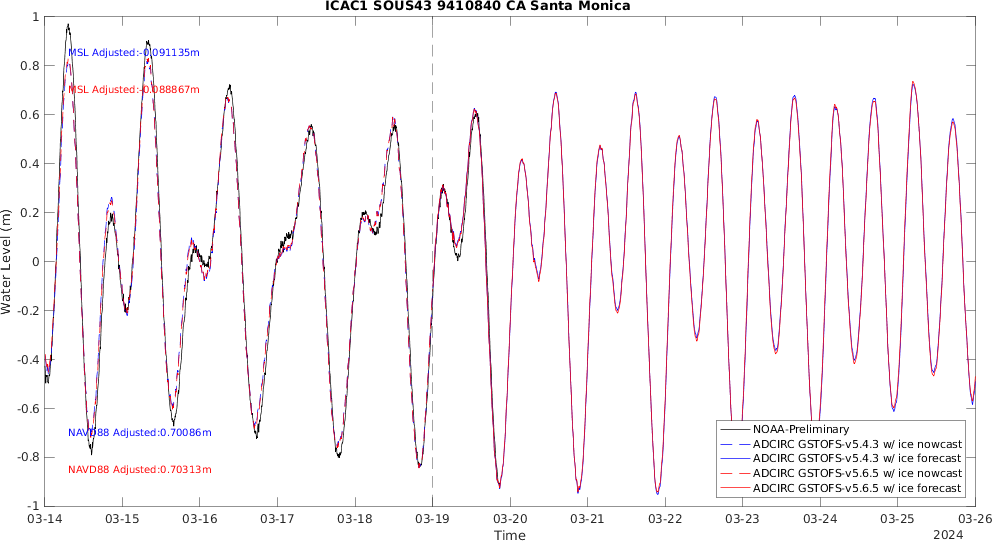 ICAC1 SOUS43 9410840 CA Santa Monica
1
0.8
0.6
0.4
0.2
0
-0.2
-0.4
-0.6
-0.8
-1
Water Level (m)
MSL Adjusted:-0.091135m
MSL Adjusted:-0.088867m
NAVD88 Adjusted:0.70086m
NAVD88 Adjusted:0.70313m
NOAA-Preliminary
ADCIRC GSTOFS-v5.4.3 w/ ice nowcast
ADCIRC GSTOFS-v5.4.3 w/ ice forecast
ADCIRC GSTOFS-v5.6.5 w/ ice nowcast
ADCIRC GSTOFS-v5.6.5 w/ ice forecast
03-14 03-15 03-16 03-17 03-18 03-19 03-20 03-21 03-22 03-23 03-24 03-25 03-26
Time
2024